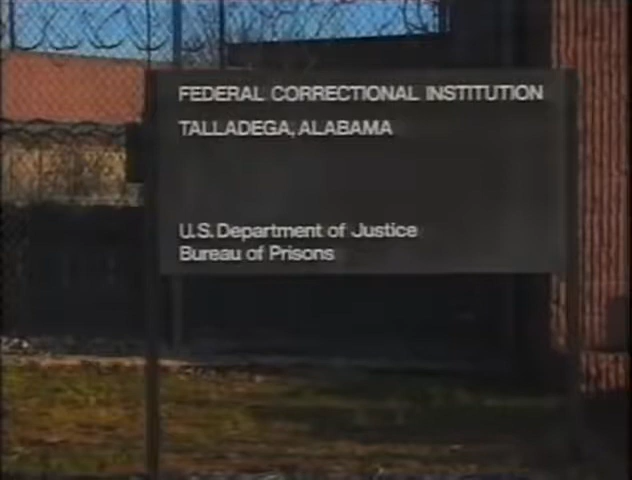 FEDERAL CORRECTIONAL INSTITUTION
TALLADEGA, ALABAMA
U.S. Department of Justice
Bureau of Prisons